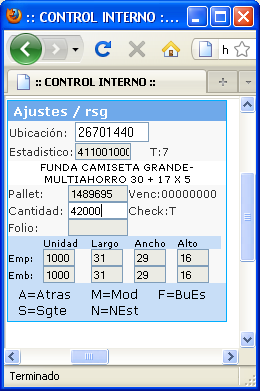 :: CONTROL INTERNO ::...
h
:: CONTROL INTERNO ::
Ajustes / rsg
Ubicación: 26701440
Estadistico: 411001000 T:7
FUNDA CAMISETA GRANDE-
MULTIAHORRO 30 + 17 X 5
Pallet: 1489695 Venc:00000000
Cantidad: 42000 Check:T
Folio:
Unidad Largo Ancho Alto
Emp: 1000 31 29 16
Emb: 1000 31 29 16
A=Atras M=Mod F=BuEs
S=Sgte N=NEst
Terminado